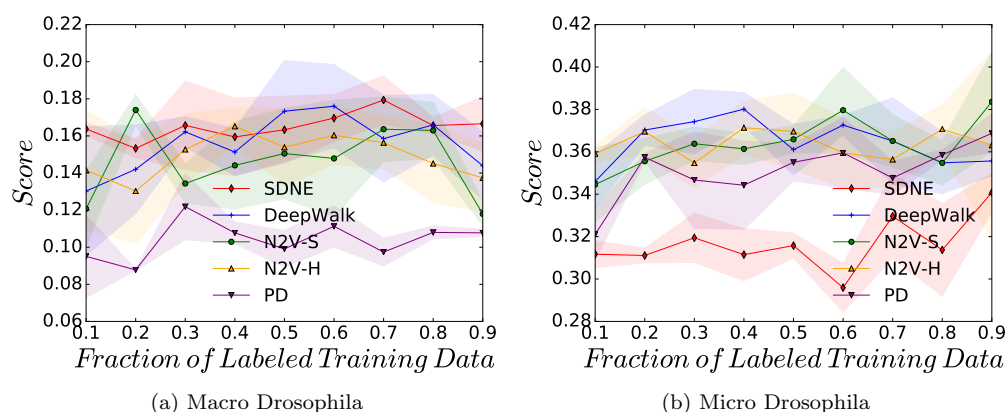 0.22
0.20
0.18
0.16
0.14
0.12
0.10
0.08
0.06
0.1 0.2 0.3 0.4 0.5 0.6 0.7 0.8 0.9
Score
SDNE
DeepWalk
N2V-S
N2V-H
PD
Fraction of Labeled Training Data
(a) Macro Drosophila
0.42
0.40
0.38
0.36
0.34
0.32
0.30
0.28
0.1 0.2 0.3 0.4 0.5 0.6 0.7 0.8 0.9
Score
SDNE
DeepWalk
N2V-S
N2V-H
PD
Fraction of Labeled Training Data
(b) Micro Drosophila